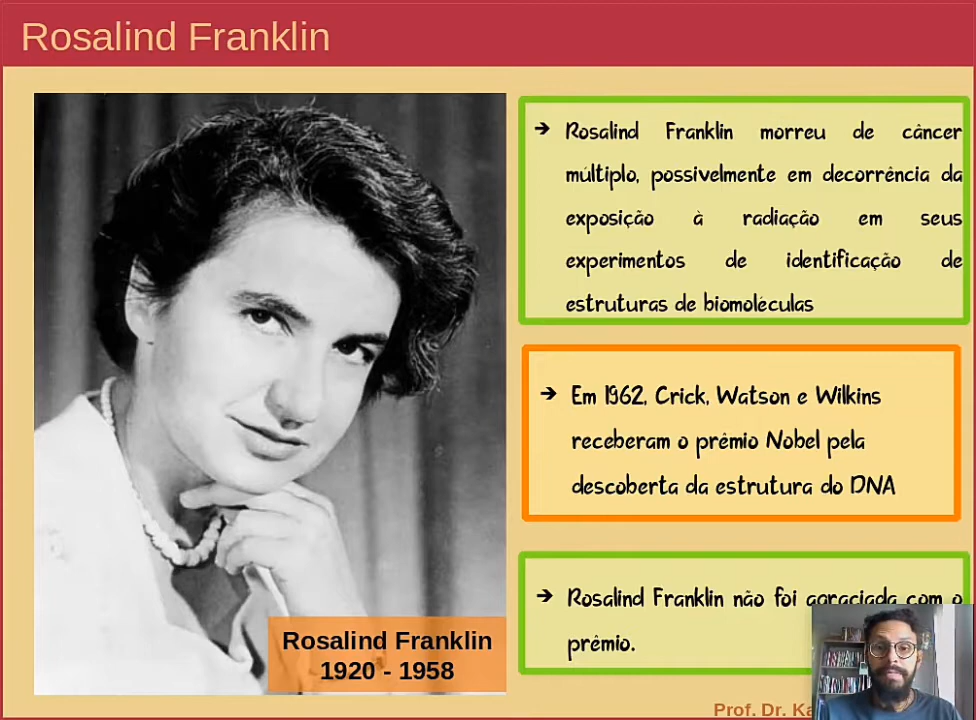 Rosalind Franklin
➔ Rosalind Franklin morreu de câncer
múltiplo, possivelmente em decorrência da
exposição à radiação em seus
experimentos de identificação de
estruturas de biomoléculas
➔ Em 1962, Crick, Watson e Wilkins
receberam o prêmio Nobel pela
descoberta da estrutura do DNA
➔ Rosalind Franklin não foi agraciada com o
prêmio.
Rosalind Franklin
1920 - 1958
Prof. Dr.